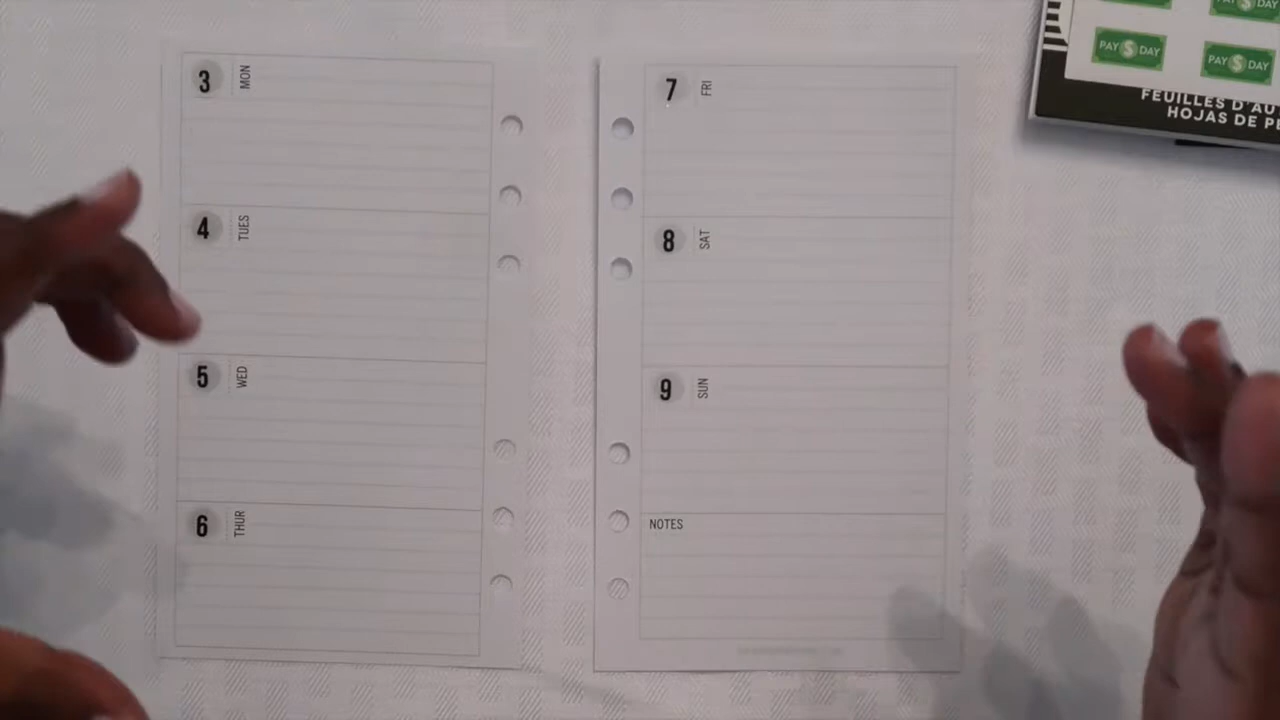 3 MON
4 TUES
5 WED
6 THUR
7 FRI
8 SAT
9 SUN
NOTES
DAY
PAY $ DAY
PAY $ DAY
FEUILLES D'AU
HOJAS DE PE